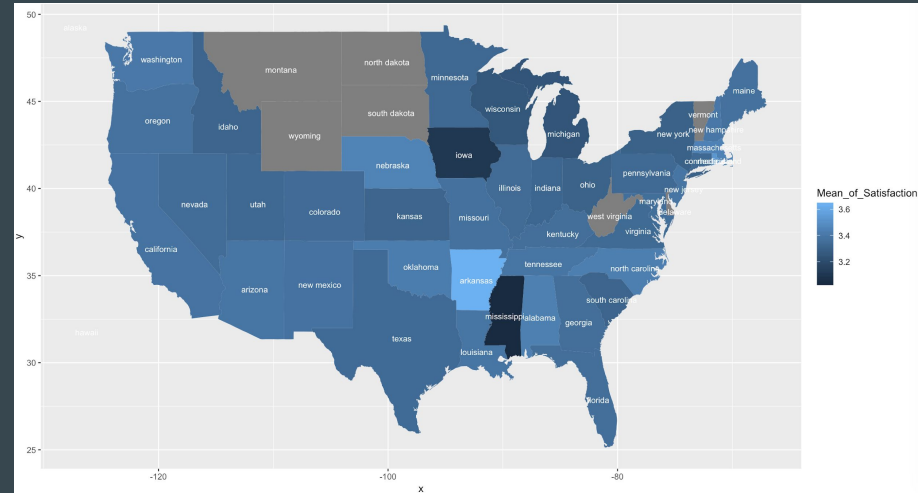 50
alaska
washington
montana
north dakota
minnesota
maine
45
oregon
idaho
wyoming
south dakota
wisconsin
michigan
vermont
new york
new hampshire
nebraska
iowa
massachusetts
40
nevada
utah
colorado
kansas
missouri
illinois
indiana
ohio
pennsylvania
new jersey
maryland
delaware
west virginia
virginia
kentucky
y
california
35
arizona
new mexico
oklahoma
arkansas
tennessee
north carolina
south carolina
mississippi
alabama
georgia
hawaii
texas
louisiana
30
florida
25
-120
-100
-80
x
Mean_of_Satisfaction
3.6
3.4
3.2